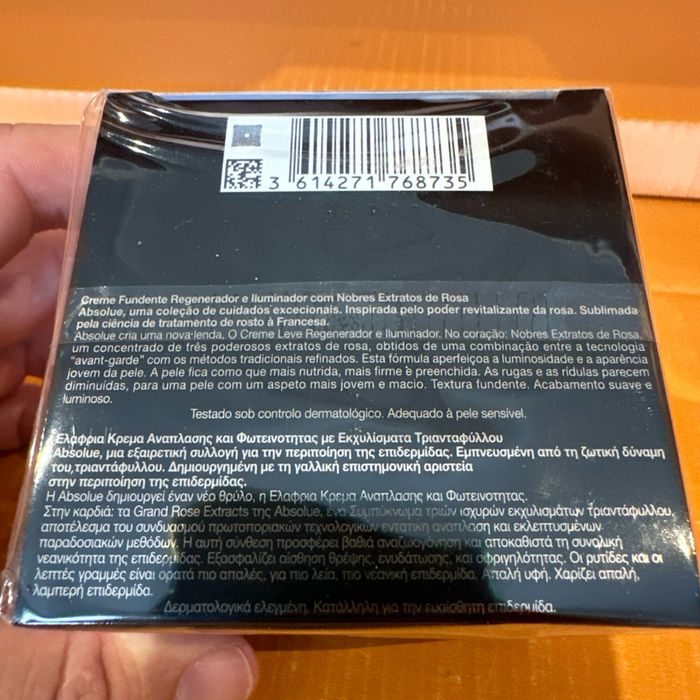 3 614271 768735
Creme Fundente Regenerador e Iluminador com Nobres Extratos de Rosa
Absolue, uma coleção de cuidados excecionais. Inspirada pelo poder revitalizante da rosa. Sublimada
pela ciência de tratamento de rosto à Francesa.
Absolue cria uma nova lenda, O Creme Leve Regenerador e Iluminador. No coração: Nobres Extratos de Rosa,
um concentrado de três poderosos extratos de rosa, obtidos de uma combinação entre a tecnologia
"avant-garde" com os métodos tradicionais refinados. Esta fórmula aperfeiçoa a luminosidade e a aparência
jovem da pele. A pele fica como que mais nutrida, mais firme e preenchida. As rugas e as rídulas parecem
diminuídas, para uma pele com um aspeto mais jovem e macio. Textura fundente. Acabamento suave e
luminoso.
Testado sob controlo dermatológico. Adequado à pele sensível.
Ελαφρια Κρεμα Αναπλασης και Φωτεινοτητας με Εκχυλίσματα Τριανταφύλλου
Absolue, μια εξαιρετική συλλογή για την περιποίηση της επιδερμίδας. Εμπνευσμένη από τη ζωτική δύναμη
του τριαντάφυλλου. Δημιουργημένη με τη γαλλική επιστημονική αριστεία
στην περιποίηση της επιδερμίδας.
Η Absolue δημιουργεί έναν νέο θρύλο, η Ελαφρια Κρεμα Αναπλασης και Φωτεινοτητας.
Στην καρδιά: τα Grand Rose Extracts της Absolue, ένα Συμπύκνωμα τριών ισχυρών εκχυλισμάτων τριαντάφυλλου,
αποτέλεσμα του συνδυασμού πρωτοποριακών τεχνολογικών εντατικη αναπλαση και εκλεπτυσμένων
παραδοσιακών μεθόδων. Η αυτή σύνθεση προσφέρει βαθιά αναζωογόνηση και αποκαθιστά τη συνολική
νεανικότητα της επιδερμίδας. Εξασφαλίζει αίσθηση θρέψης, ενυδάτωσης, και σφριγηλότητας. Οι ρυτίδες και οι
λεπτές γραμμές είναι ορατά πιο απαλές, για πιο λεία, πιο νεανική επιδερμίδα. Απαλή υφή. Χαρίζει απαλή,
λαμπερή επιδερμίδα.
Δερματολογικά ελεγμένη. Κατάλληλη για την ευαίσθητη επιδερμίδα.